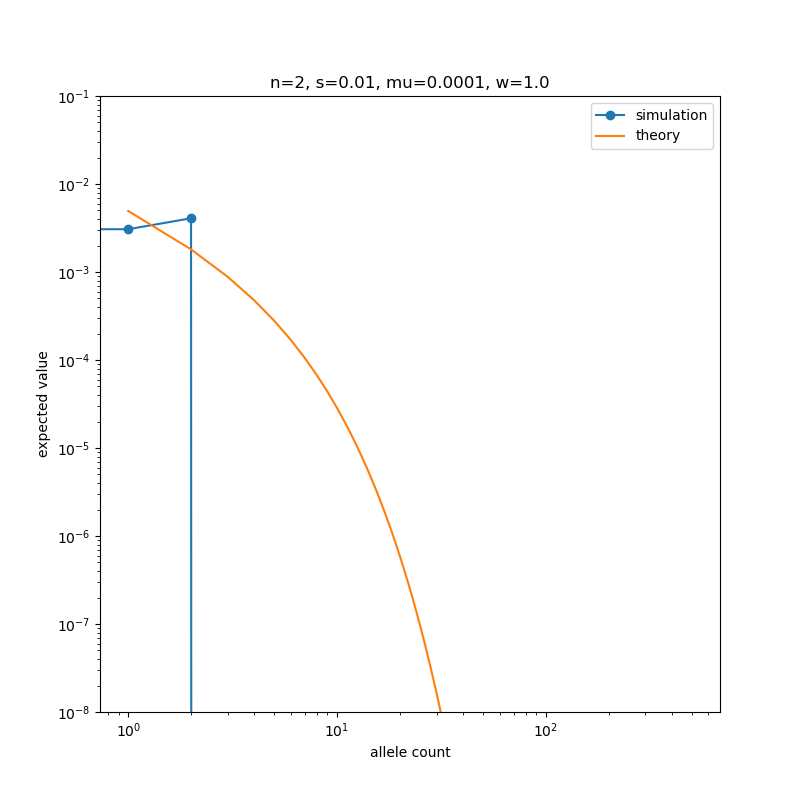 n=2, s=0.01, mu=0.0001, w=1.0
simulation
theory
expected value
10⁻¹
10⁻²
10⁻³
10⁻⁴
10⁻⁵
10⁻⁶
10⁻⁷
10⁻⁸
10⁰ 10¹ 10²
allele count